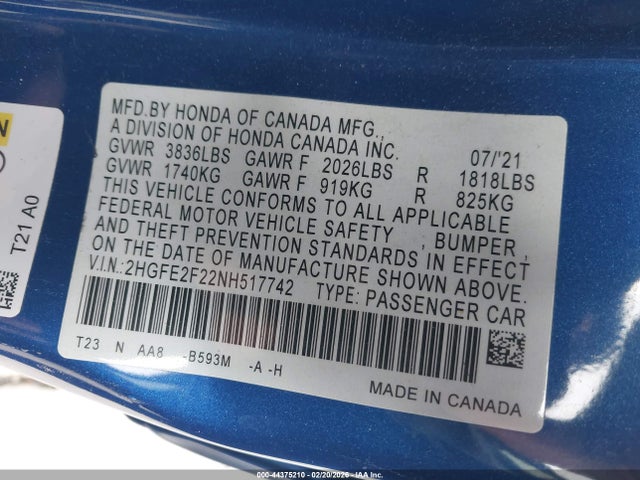 MFD.BY HONDA OF CANADA MFG.,
A DIVISION OF HONDA CANADA INC. 07/'21
GVWR 3836LBS GAWR F 2026LBS R 1818LBS
GVWR 1740KG GAWR F 919KG R 825KG
THIS VEHICLE CONFORMS TO ALL APPLICABLE
FEDERAL MOTOR VEHICLE SAFETY , BUMPER ,
AND THEFT PREVENTION STANDARDS IN EFFECT
ON THE DATE OF MANUFACTURE SHOWN ABOVE.
V.I.N.:2HGFE2F22NH517742 TYPE: PASSENGER CAR
T23 N AA8 -B593M -A -H
MADE IN CANADA
T21 A0
000-44375210 - 02/20/2026 - IAA Inc.